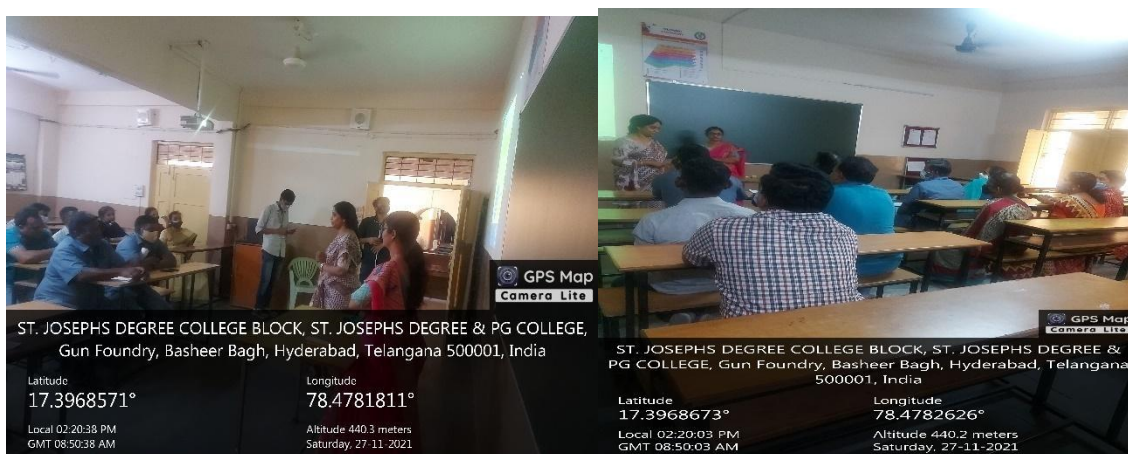 GPS Map
Camera Lite
ST. JOSEPHS DEGREE COLLEGE BLOCK, ST. JOSEPHS DEGREE & PG COLLEGE,
Gun Foundry, Basheer Bagh, Hyderabad, Telangana 500001, India
Latitude
17.3968571°
Longitude
78.4781811°
Local 02:20:38 PM
GMT 08:50:38 AM
Altitude 440.3 meters
Saturday, 27-11-2021
GPS Map
Camera Lite
ST. JOSEPHS DEGREE COLLEGE BLOCK, ST. JOSEPHS DEGREE &
PG COLLEGE, Gun Foundry, Basheer Bagh, Hyderabad, Telangana
500001, India
Latitude
17.3968673°
Longitude
78.4782626°
Local 02:20:03 PM
GMT 08:50:03 AM
Altitude 440.2 meters
Saturday, 27-11-2021